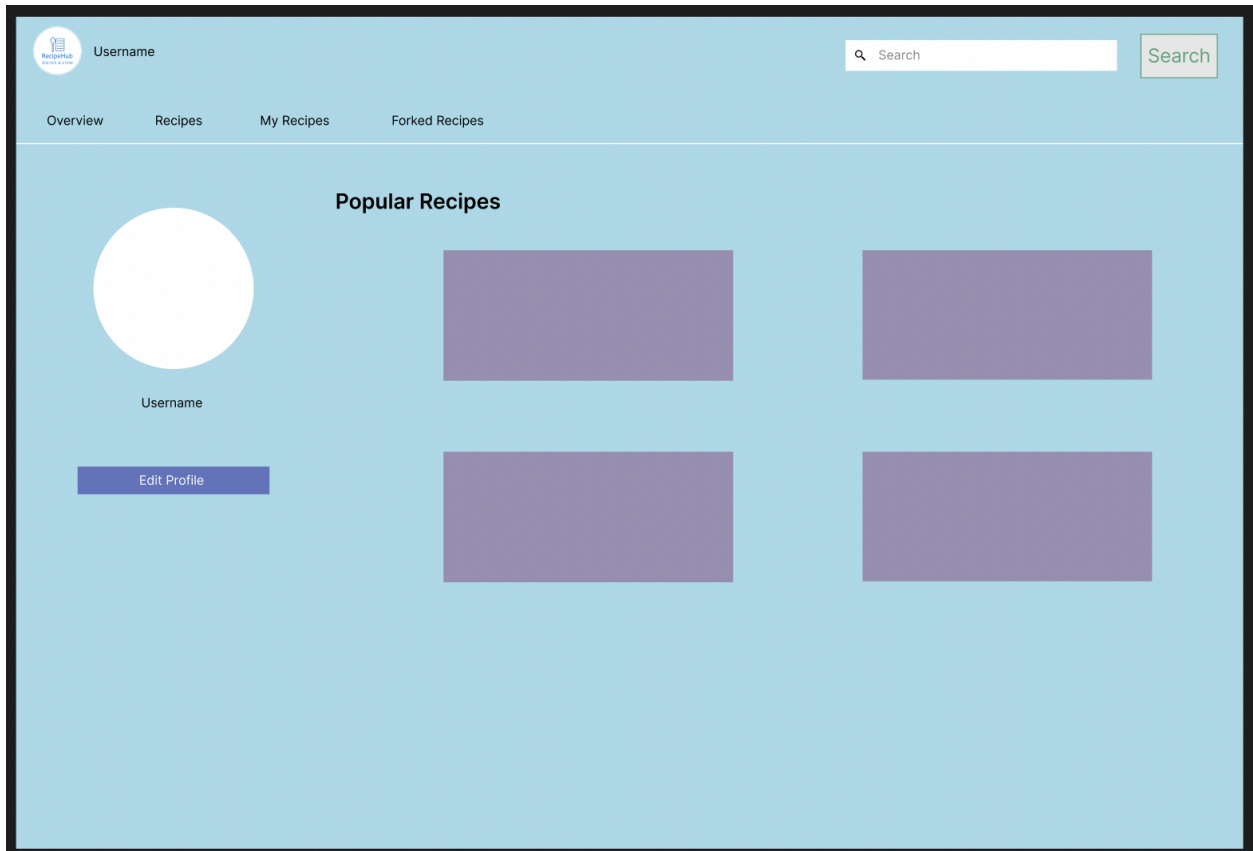 RecipeHub
Username
Search
Search
Overview
Recipes
My Recipes
Forked Recipes
Popular Recipes
Username
Edit Profile